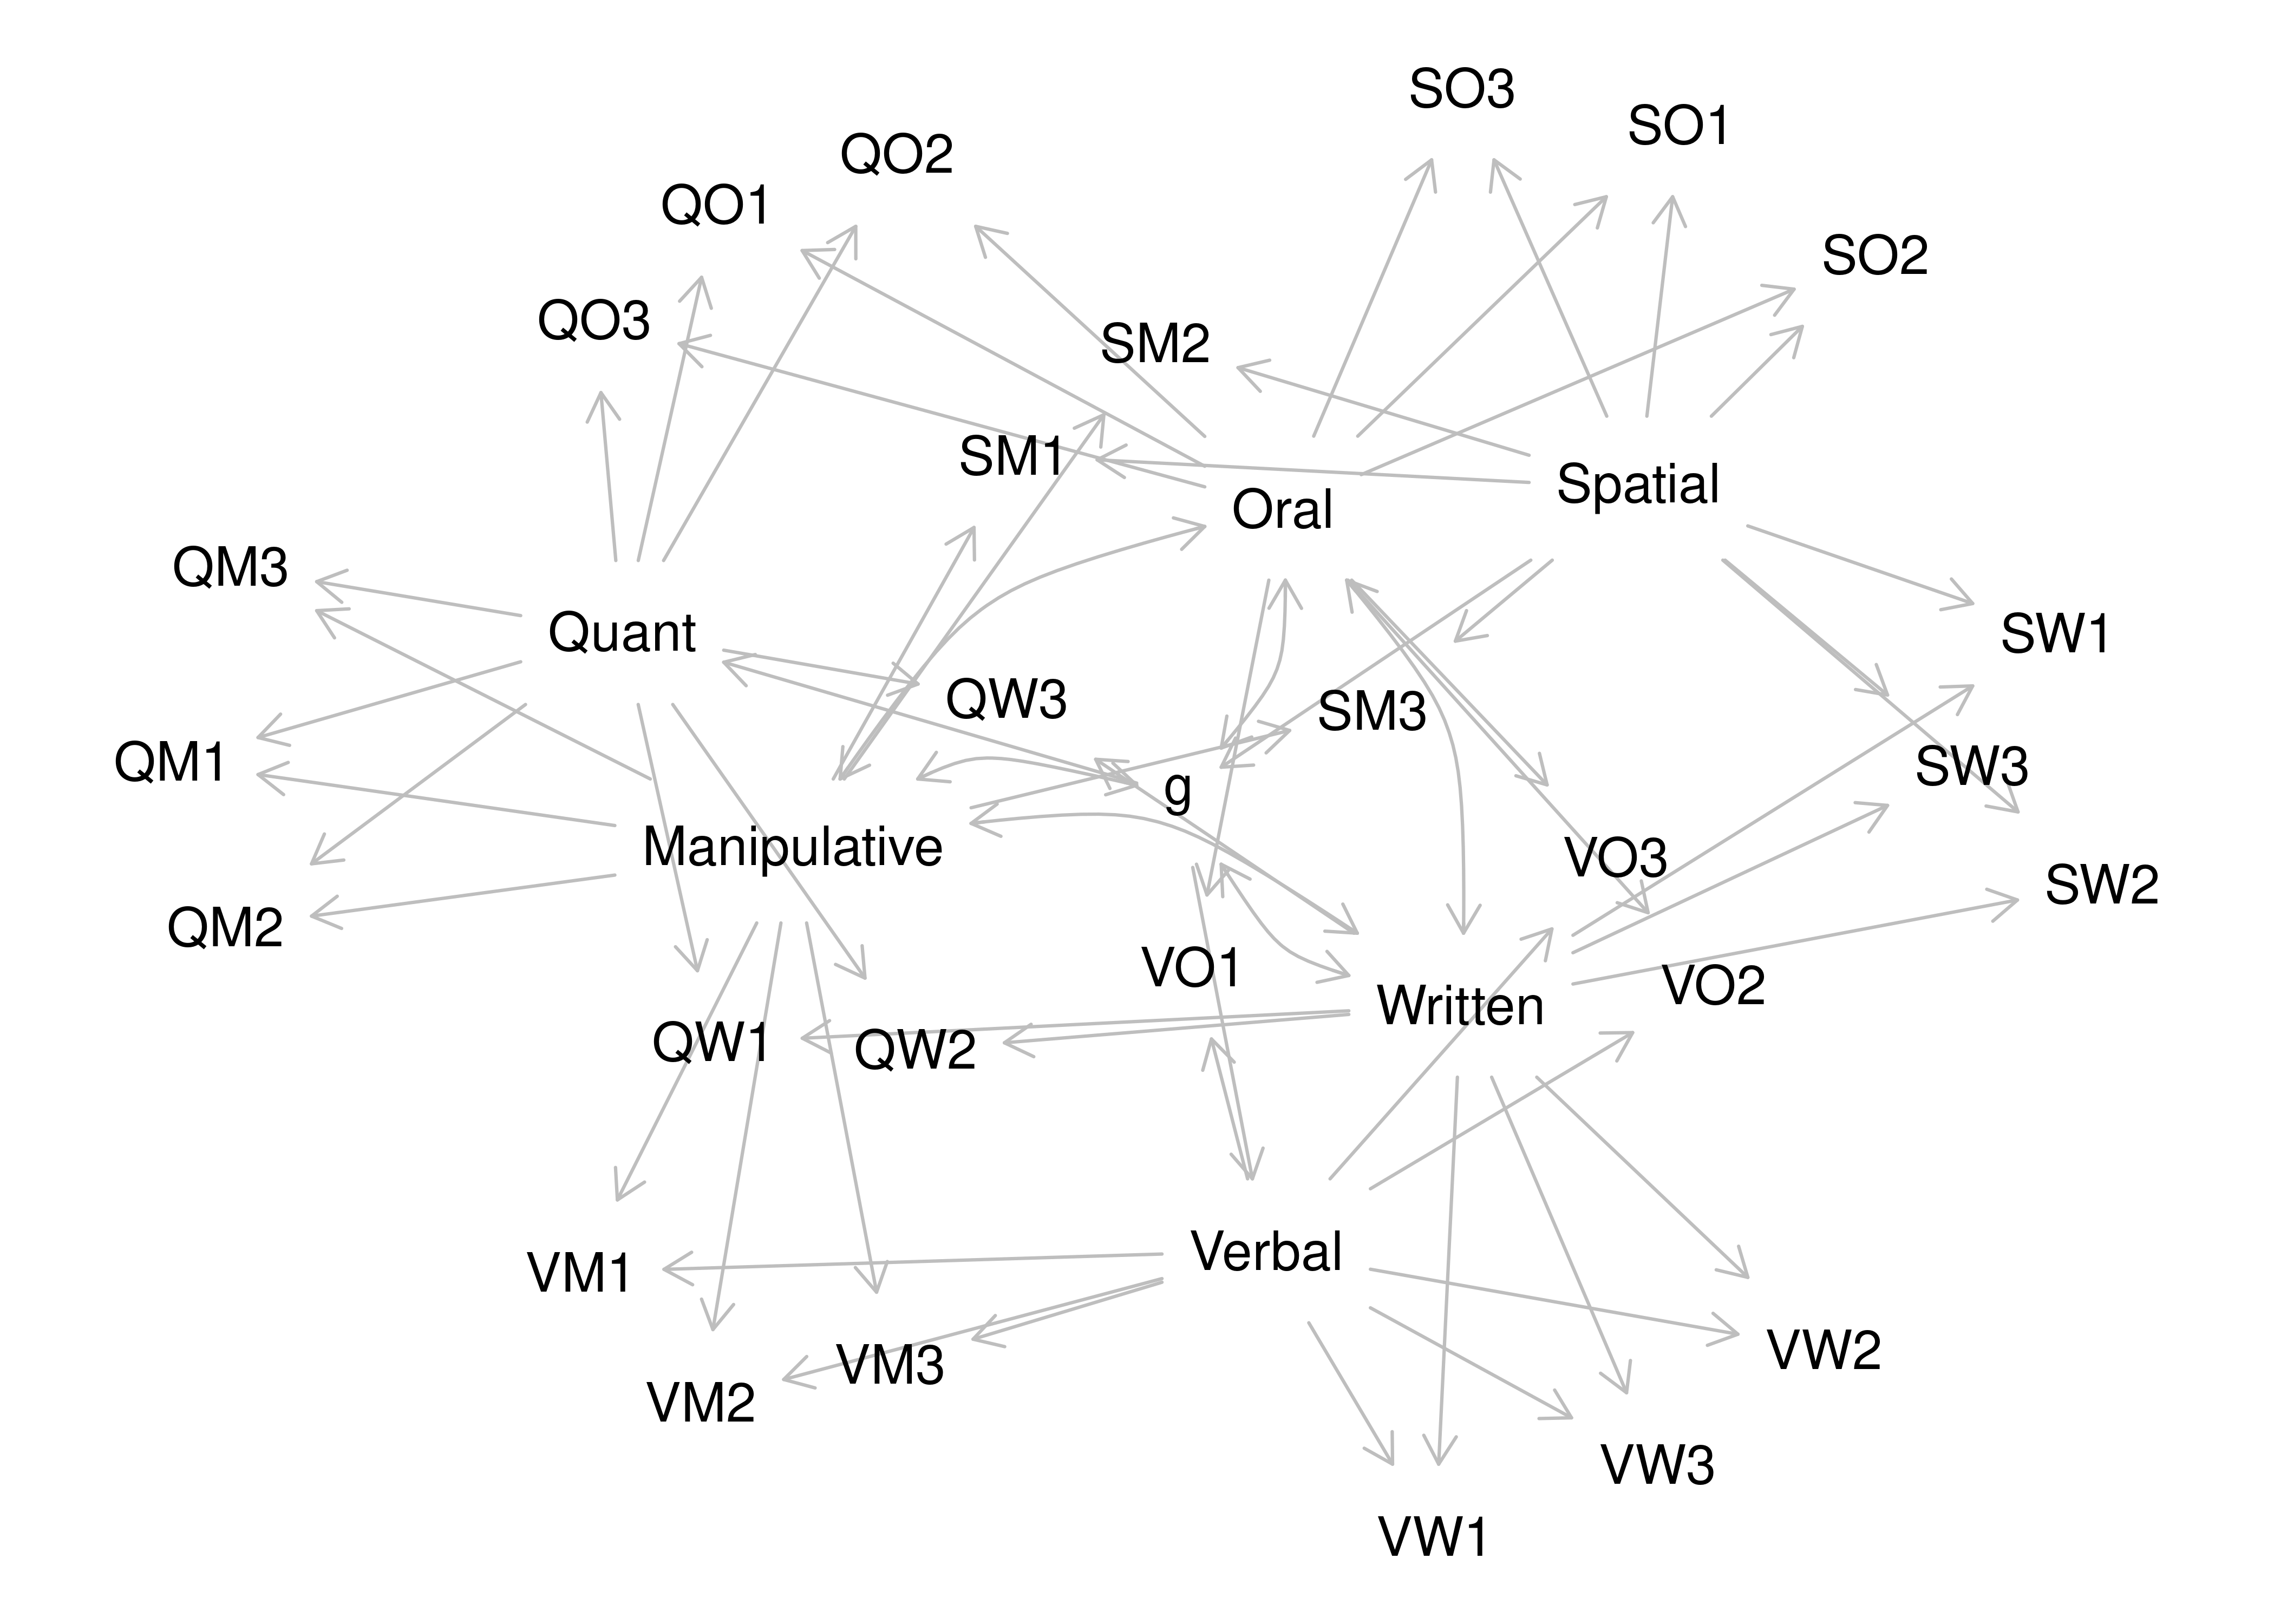 SO3
SO1
QO2
QO1
SO2
QO3
SM2
SM1
Spatial
Oral
QM3
Quant
SW1
QW3
SM3
QM1
SW3
g
Manipulative
VO3
SW2
QM2
VO1
VO2
Written
QW1
QW2
Verbal
VM1
VW2
VM3
VM2
VW3
VW1